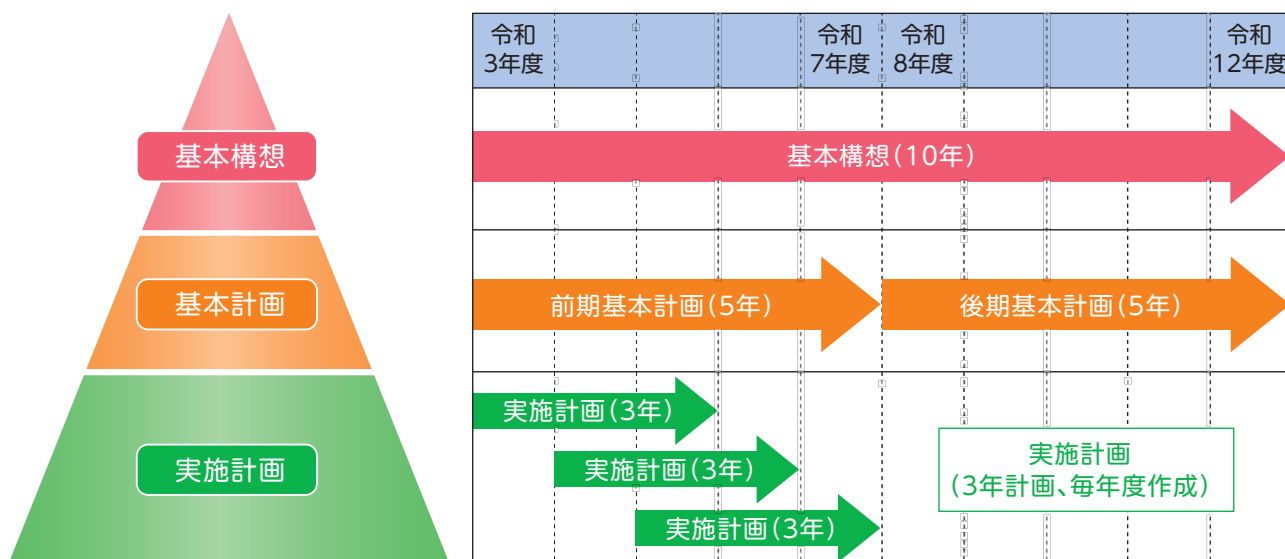 令和
3年度
令和
7年度
令和
8年度
令和
12年度
基本構想
基本構想(10年)
基本計画
前期基本計画(5年)
後期基本計画(5年)
実施計画
実施計画(3年)
実施計画(3年)
実施計画(3年)
実施計画
(3年計画、毎年度作成)